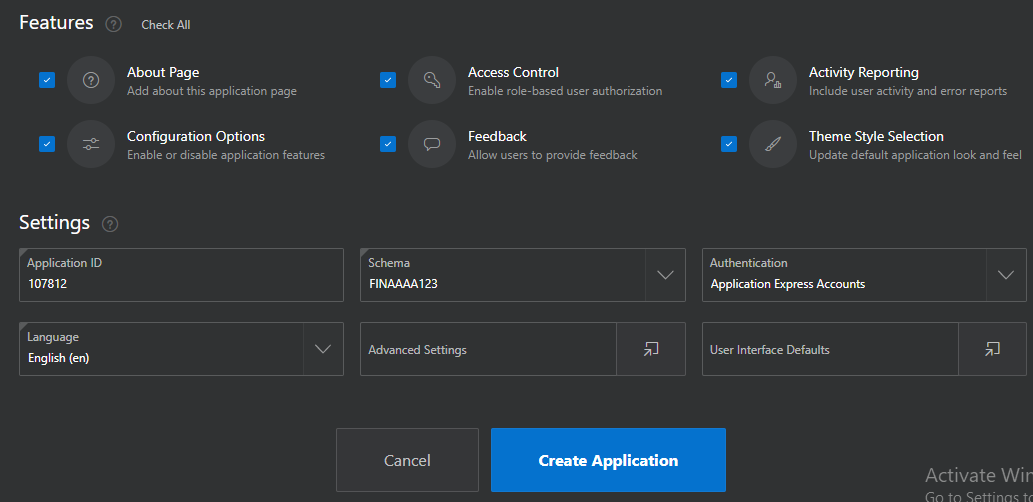 Features
Check All
About Page
Add about this application page
Access Control
Enable role-based user authorization
Activity Reporting
Include user activity and error reports
Configuration Options
Enable or disable application features
Feedback
Allow users to provide feedback
Theme Style Selection
Update default application look and feel
Settings
Application ID
107812
Schema
FINAAAA123
Authentication
Application Express Accounts
Language
English (en)
Advanced Settings
User Interface Defaults
Cancel
Create Application
Activate Win
Go to Settings to